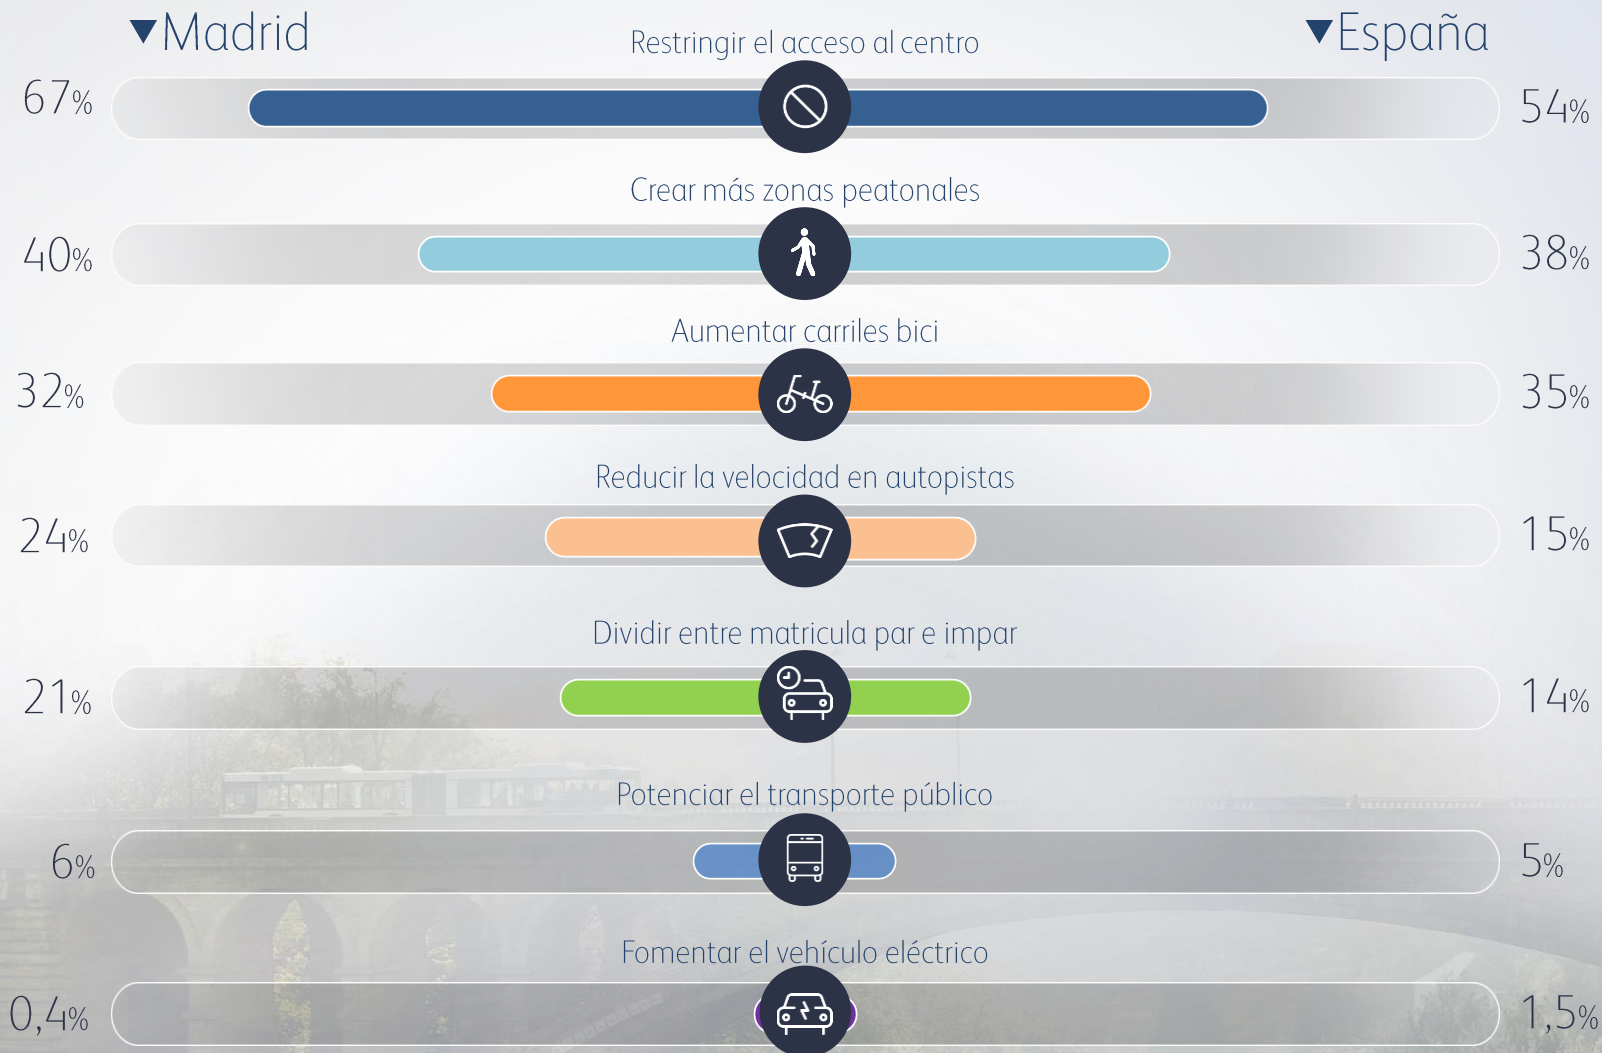 ▼Madrid
▼España
Restringir el acceso al centro
67%
54%
Crear más zonas peatonales
40%
38%
Aumentar carriles bici
32%
35%
Reducir la velocidad en autopistas
24%
15%
Dividir entre matricula par e impar
21%
14%
Potenciar el transporte público
6%
5%
Fomentar el vehículo eléctrico
0,4%
1,5%